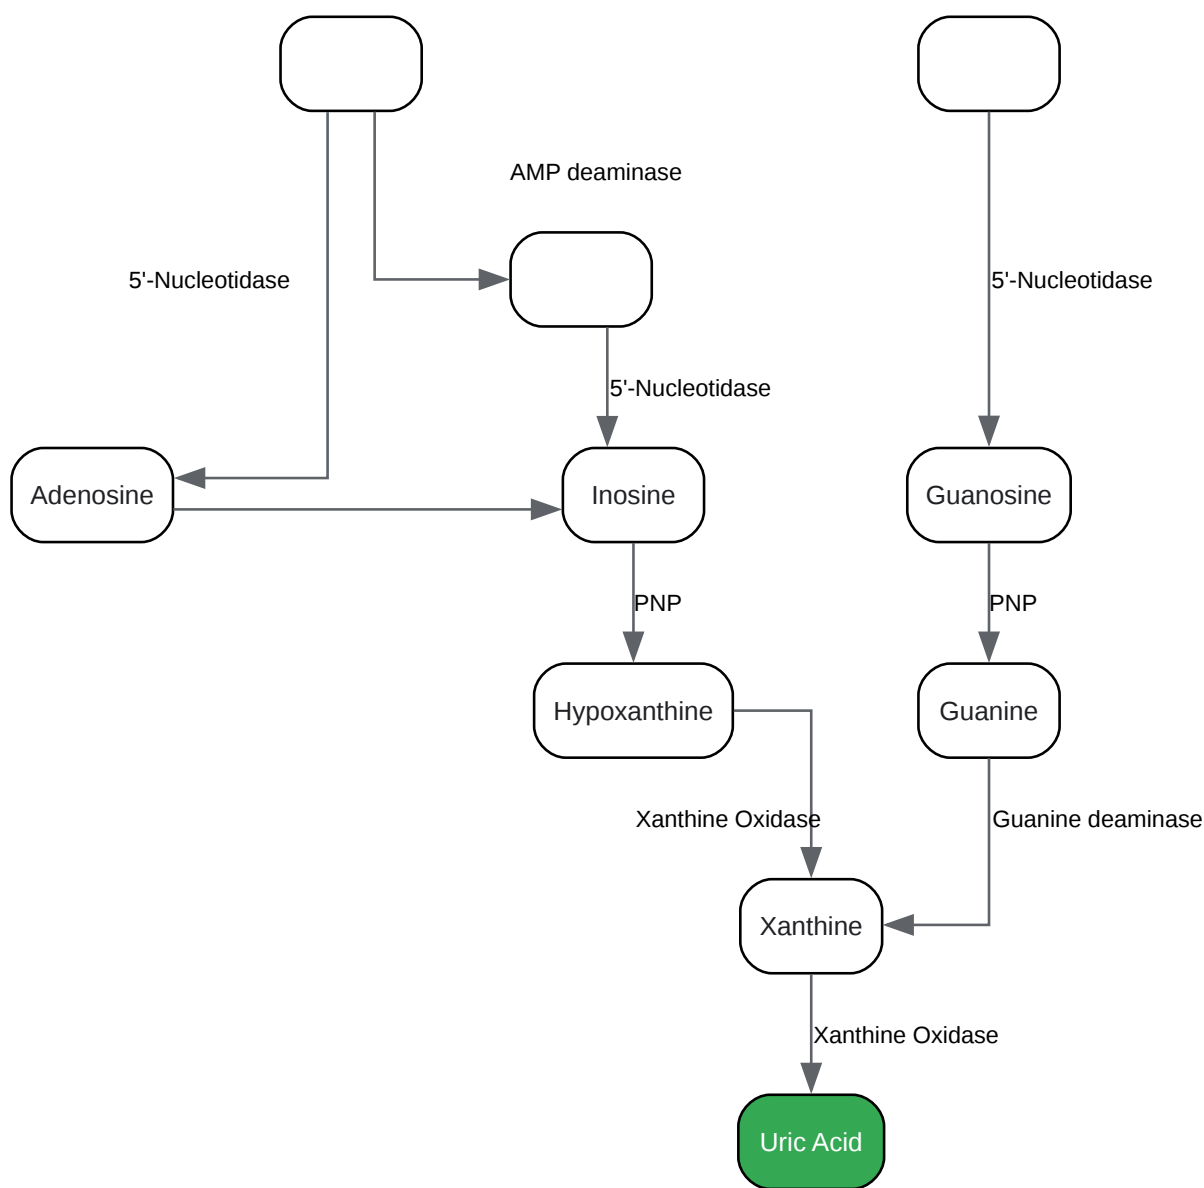 AMP deaminase
5'-Nucleotidase
5'-Nucleotidase
5'-Nucleotidase
Adenosine
Inosine
Guanosine
PNP
PNP
Hypoxanthine
Guanine
Xanthine Oxidase
Guanine deaminase
Xanthine
Xanthine Oxidase
Uric Acid